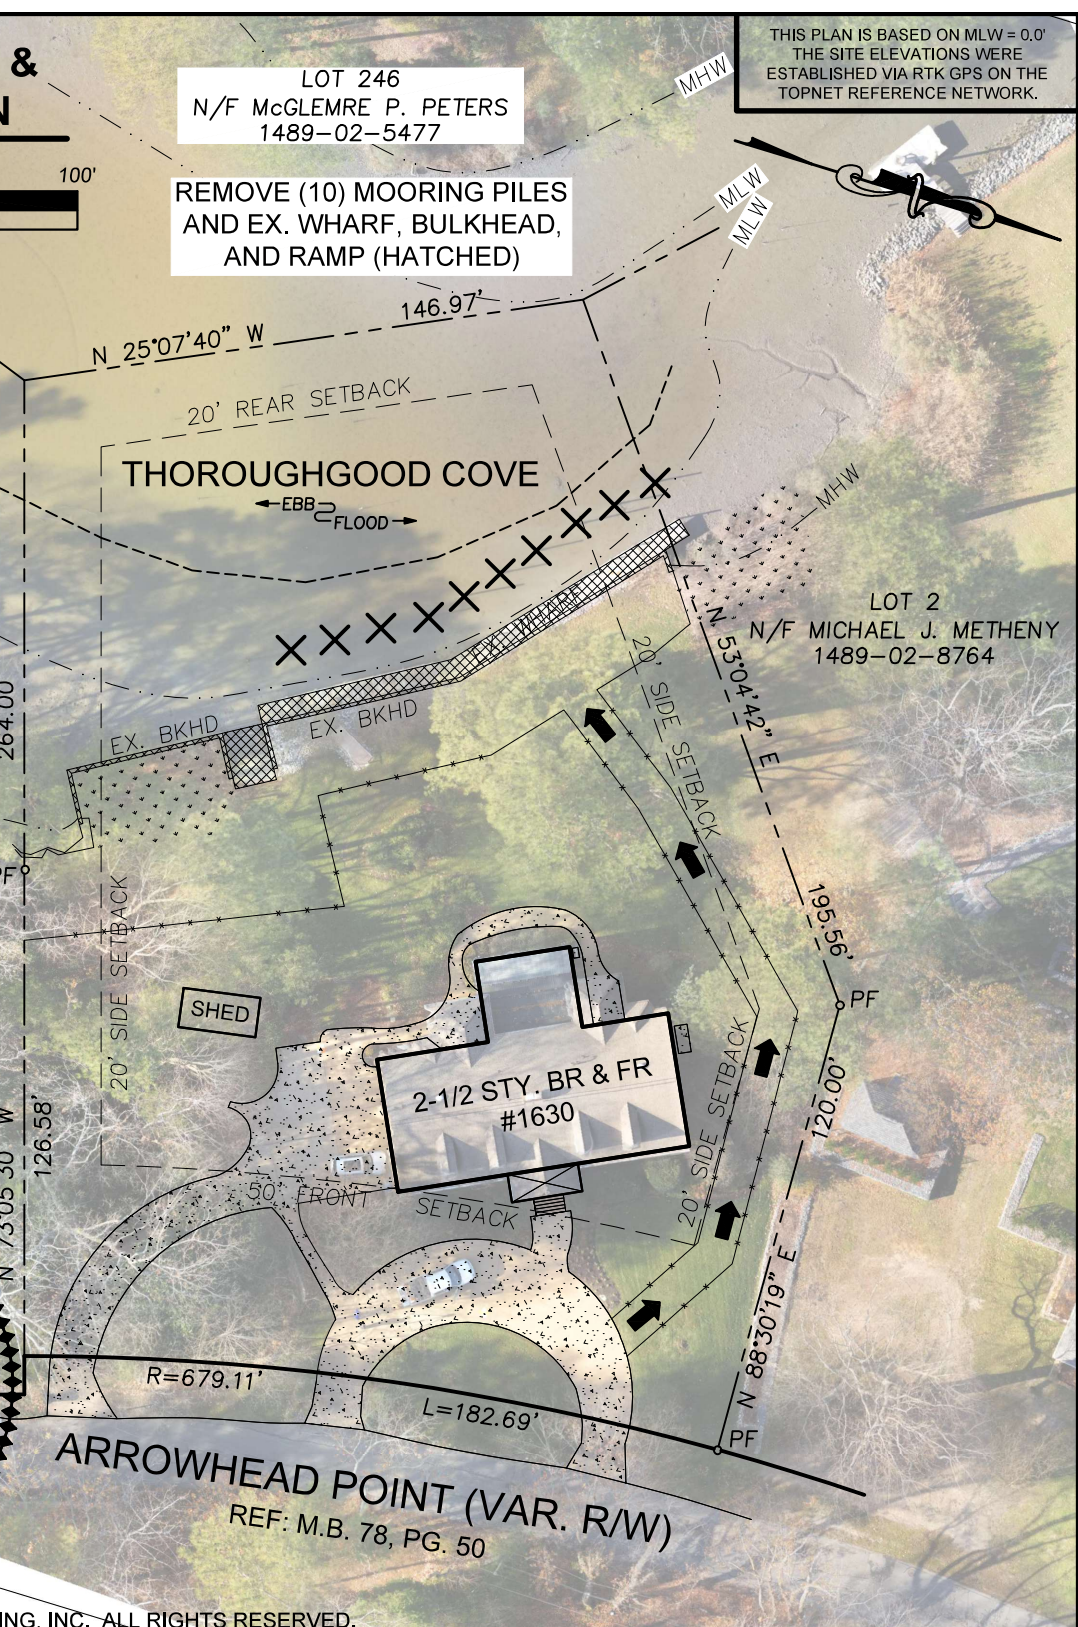 &
N
100'
THIS PLAN IS BASED ON MLW = 0.0'
THE SITE ELEVATIONS WERE
ESTABLISHED VIA RTK GPS ON THE
TOPNET REFERENCE NETWORK.
LOT 246
N/F McGLEMRE P. PETERS
1489-02-5477
MHW
REMOVE (10) MOORING PILES
AND EX. WHARF, BULKHEAD,
AND RAMP (HATCHED)
MLW
MLW
N 25°07'40" W
146.97'
20' REAR SETBACK
THOROUGHGOOD COVE
EBB
FLOOD
MHW
WHARF
LOT 2
N/F MICHAEL J. METHENY
1489-02-8764
N 53°04'42" E
195.56'
20' SIDE SETBACK
264.00
EX. BKHD
EX. BKHD
PF
20' SIDE SETBACK
SHED
2-1/2 STY. BR & FR
#1630
PF
120.00'
N 88°30'19" E
20' SIDE SETBACK
N 73°05'30" W
126.58'
50' FRONT SETBACK
R=679.11'
L=182.69'
PF
ARROWHEAD POINT (VAR. R/W)
REF: M.B. 78, PG. 50
ING, INC. ALL RIGHTS RESERVED.